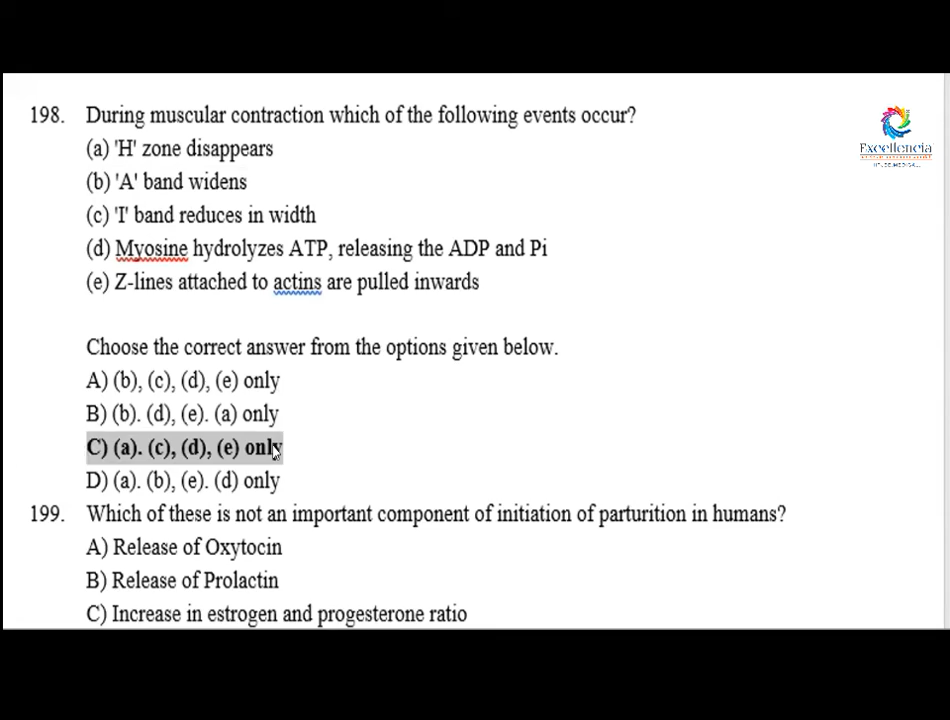 198. During muscular contraction which of the following events occur?
(a) 'H' zone disappears
(b) 'A' band widens
(c) 'I' band reduces in width
(d) Myosine hydrolyzes ATP, releasing the ADP and Pi
(e) Z-lines attached to actins are pulled inwards
Choose the correct answer from the options given below.
A) (b), (c), (d), (e) only
B) (b). (d), (e). (a) only
C) (a). (c), (d), (e) only
D) (a). (b), (e). (d) only
199. Which of these is not an important component of initiation of parturition in humans?
A) Release of Oxytocin
B) Release of Prolactin
C) Increase in estrogen and progesterone ratio
Excellencia